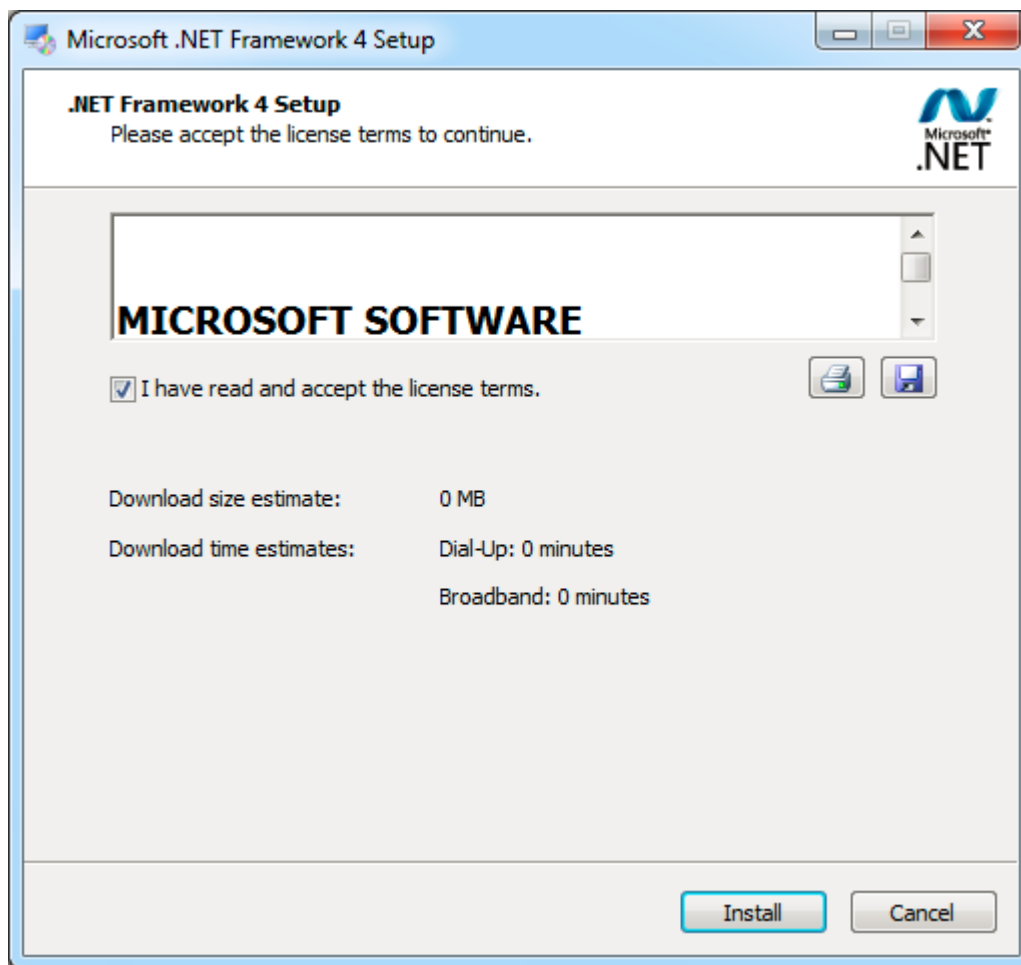 Microsoft .NET Framework 4 Setup
.NET Framework 4 Setup
Please accept the license terms to continue.
Microsoft®
.NET
MICROSOFT SOFTWARE
I have read and accept the license terms.
Download size estimate: 0 MB
Download time estimates: Dial-Up: 0 minutes
Broadband: 0 minutes
Install Cancel